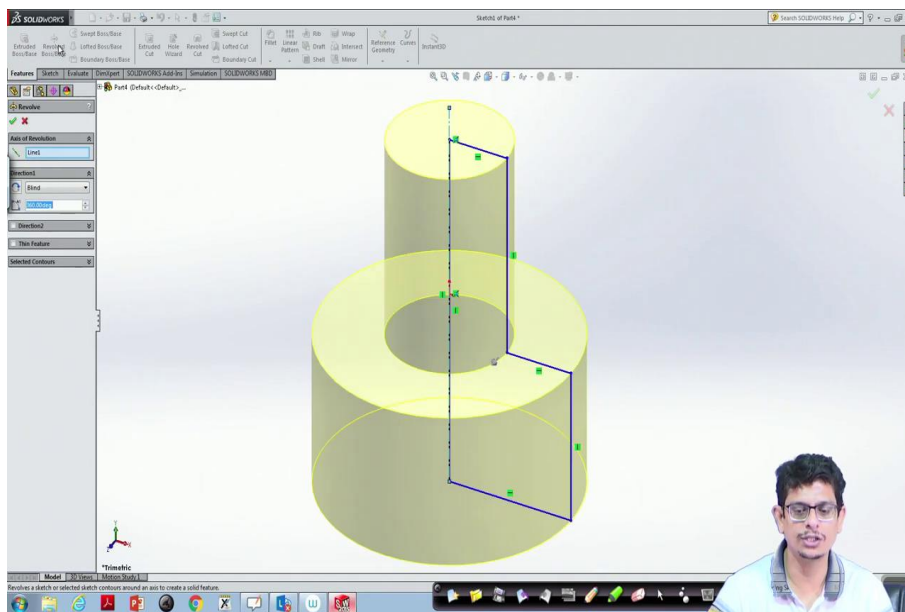 SOLIDWORKS
Sketch1 of Part4 *
Search SOLIDWORKS Help
Extruded Boss/Base
Revolved Boss/Base
Swept Boss/Base
Lofted Boss/Base
Boundary Boss/Base
Extruded Cut
Hole Wizard
Revolved Cut
Swept Cut
Lofted Cut
Boundary Cut
Fillet
Linear Pattern
Rib
Draft
Shell
Wrap
Intersect
Mirror
Reference Geometry
Curves
Instant3D
Features Sketch Evaluate DimXpert SOLIDWORKS Add-Ins Simulation SOLIDWORKS MBD
Part4 (Default<<Default>_...
Revolve
Axis of Revolution
Line1
Direction1
Blind
Direction2
Thin Feature
Selected Contours
*Trimetric
Model 3D Views Motion Study 1
Revolves a sketch or selected sketch contours around an axis to create a solid feature.